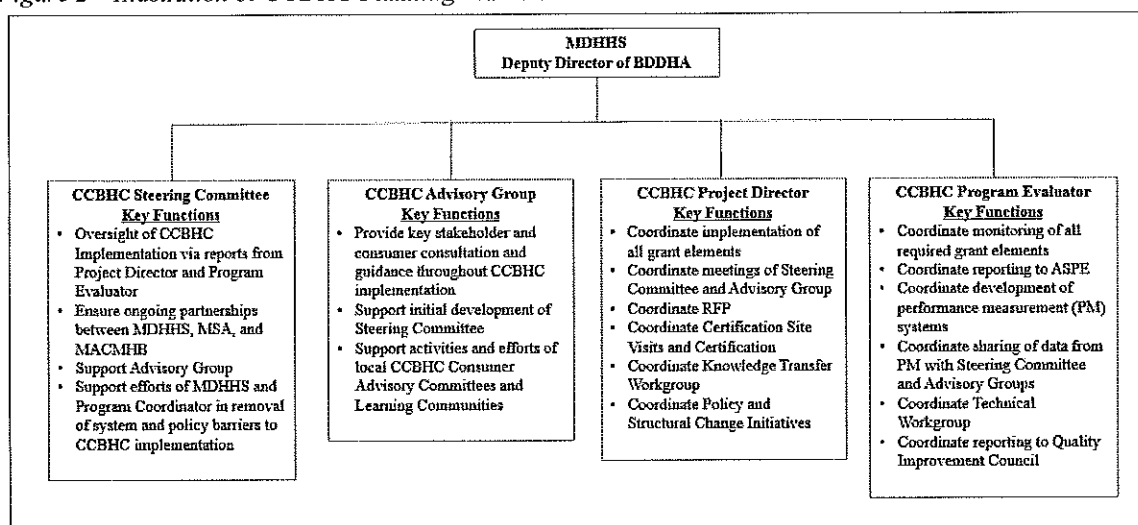 MDHHS
Deputy Director of BDDHA
CCBHC Steering Committee
Key Functions
• Oversight of CCBHC
Implementation via reports from
Project Director and Program
Evaluator
• Ensure ongoing partnerships
between MDHHS, MSA, and
MACMHB
• Support Advisory Group
• Support efforts of MDHHS and
Program Coordinator in removal
of system and policy barriers to
CCBHC implementation
CCBHC Advisory Group
Key Functions
• Provide key stakeholder and
consumer consultation and
guidance throughout CCBHC
implementation
• Support initial development of
Steering Committee
• Support activities and efforts of
local CCBHC Consumer
Advisory Committees and
Learning Communities
CCBHC Project Director
Key Functions
• Coordinate implementation of
all grant elements
• Coordinate meetings of Steering
Committee and Advisory Group
• Coordinate RFP
• Coordinate Certification Site
Visits and Certification
• Coordinate Knowledge Transfer
Workgroup
• Coordinate Policy and
Structural Change Initiatives
CCBHC Program Evaluator
Key Functions
• Coordinate monitoring of all
required grant elements
• Coordinate reporting to ASPE
• Coordinate development of
performance measurement (PM)
systems
• Coordinate sharing of data from
PM with Steering Committee
and Advisory Groups
• Coordinate Technical
Workgroup
• Coordinate reporting to Quality
Improvement Council